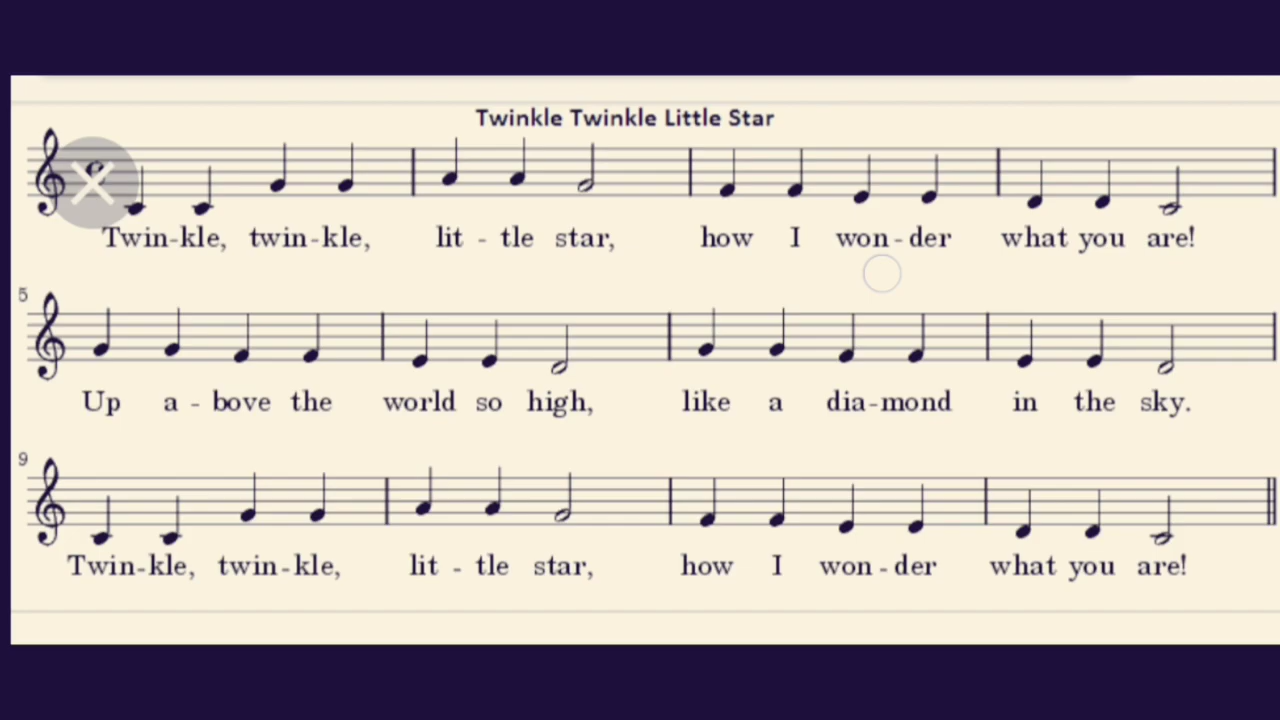 Twinkle Twinkle Little Star
Twin-kle, twin-kle, lit - tle star, how I won-der what you are!
5
Up a - bove the world so high, like a dia-mond in the sky.
9
Twin-kle, twin-kle, lit - tle star, how I won-der what you are!